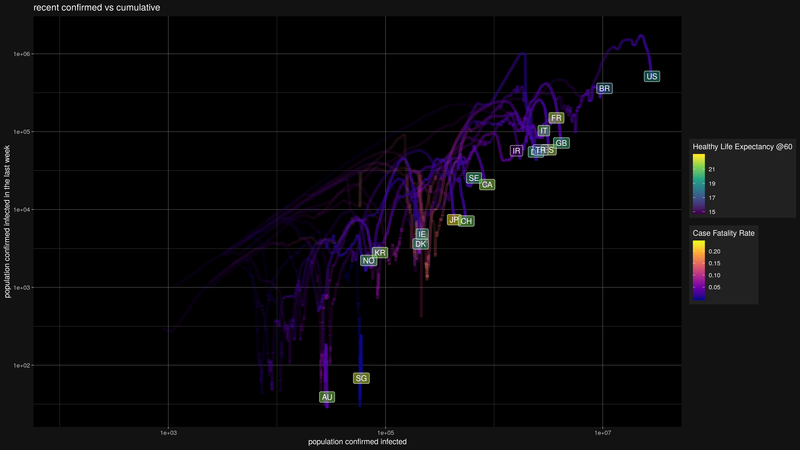 recent confirmed vs cumulative
population confirmed infected in the last week
1e+06
1e+05
1e+04
1e+03
1e+02
US
BR
FR
IT
GB
IR
TR
SE
CA
JP
CH
IE
DK
KR
NO
SG
AU
1e+03
1e+05
1e+07
population confirmed infected
Healthy Life Expectancy @60
21
19
17
15
Case Fatality Rate
0.20
0.15
0.10
0.05